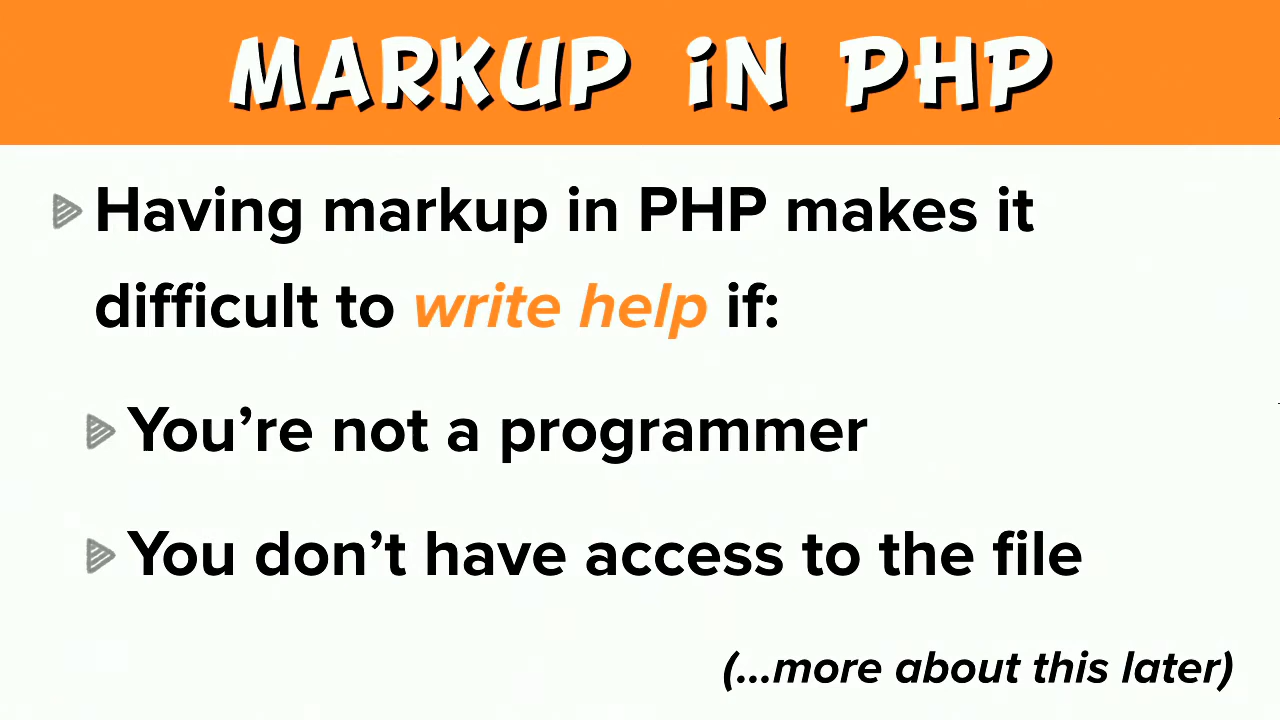 MARKUP iN PHP
Having markup in PHP makes it
difficult to write help if:
You’re not a programmer
You don’t have access to the file
(...more about this later)